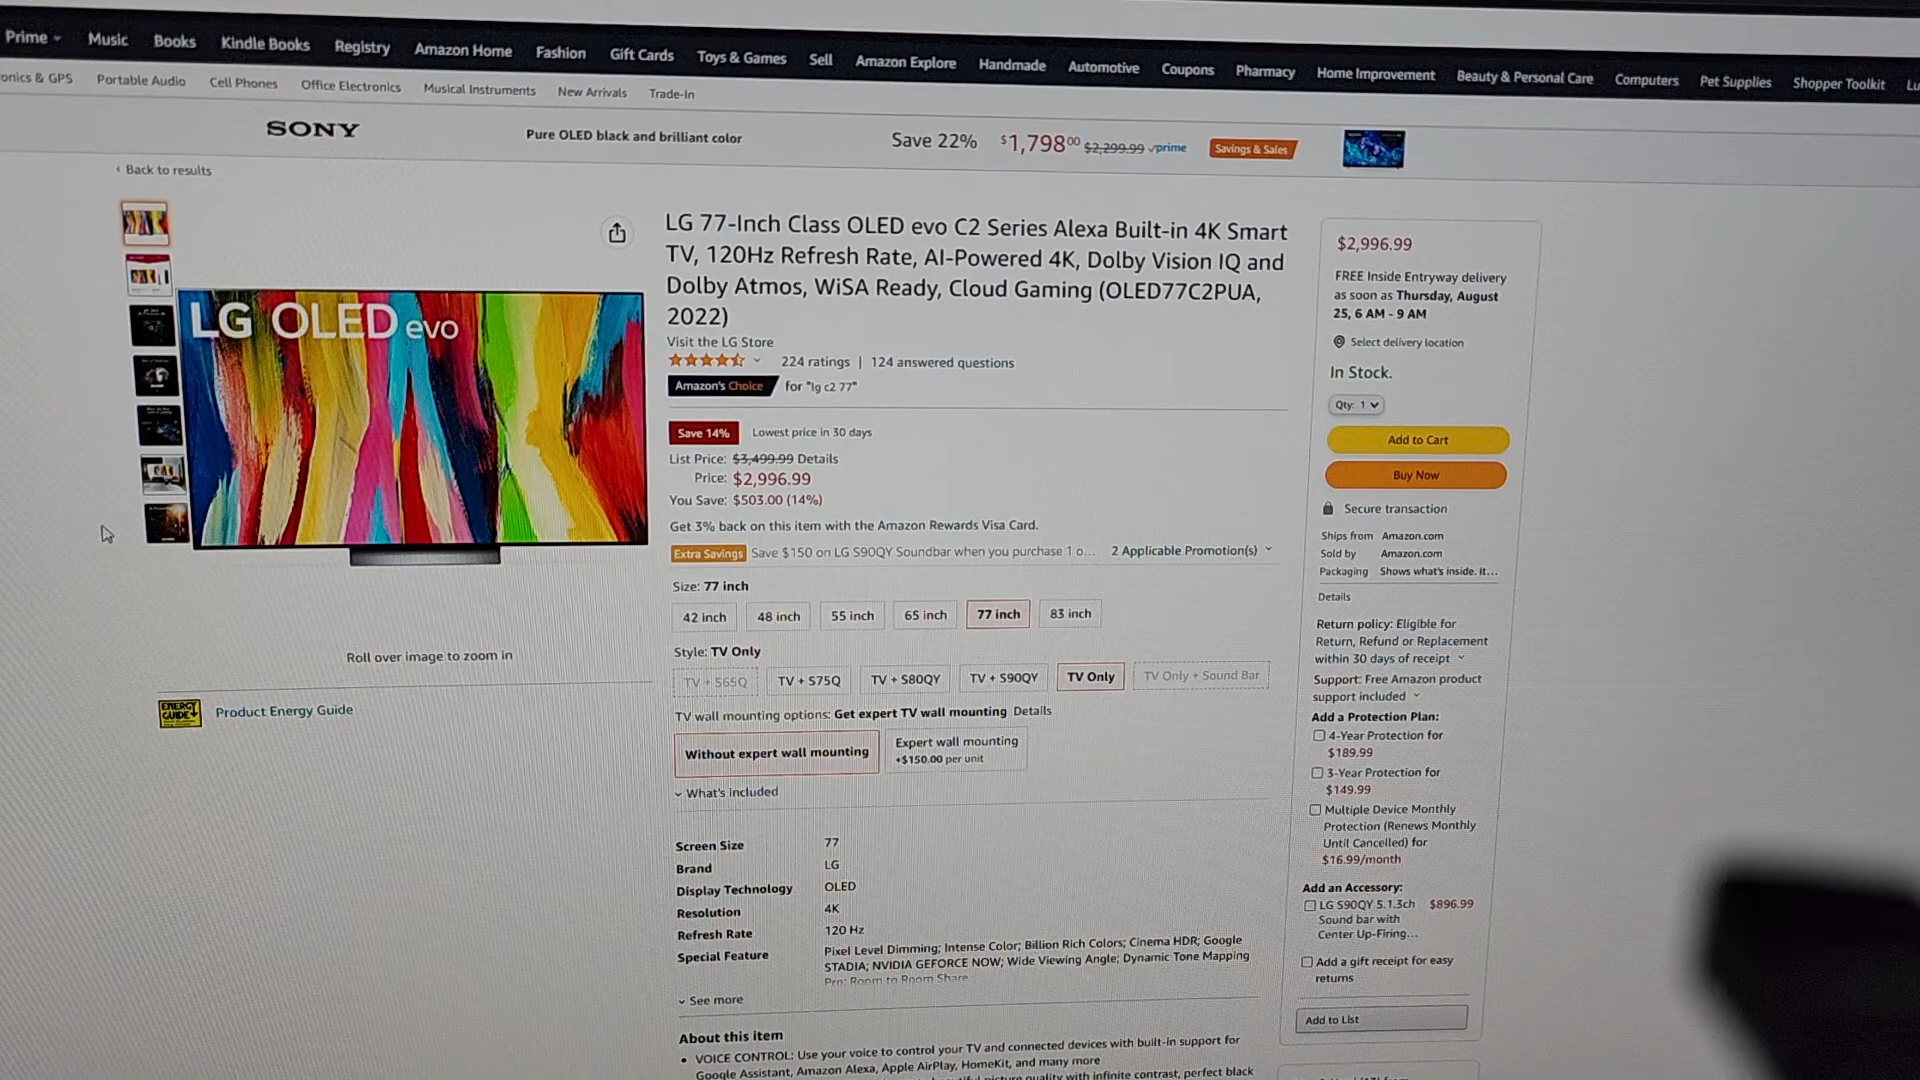 Prime Music Books Kindle Books Registry Amazon Home Fashion Gift Cards Toys & Games Sell Amazon Explore Handmade Automotive Coupons Pharmacy Home Improvement Beauty & Personal Care Computers Pet Supplies Shopper Toolkit Lu
onics & GPS Portable Audio Cell Phones Office Electronics Musical Instruments New Arrivals Trade-In
SONY Pure OLED black and brilliant color Save 22% $1,798.00 $2,299.99 prime Savings & Sales
‹ Back to results
LG OLED evo
Roll over image to zoom in
ENERGY GUIDE Product Energy Guide
LG 77-Inch Class OLED evo C2 Series Alexa Built-in 4K Smart
TV, 120Hz Refresh Rate, AI-Powered 4K, Dolby Vision IQ and
Dolby Atmos, WiSA Ready, Cloud Gaming (OLED77C2PUA,
2022)
Visit the LG Store
224 ratings | 124 answered questions
Amazon's Choice for "lg c2 77"
Save 14% Lowest price in 30 days
List Price: $3,499.99 Details
Price: $2,996.99
You Save: $503.00 (14%)
Get 3% back on this item with the Amazon Rewards Visa Card.
Extra Savings Save $150 on LG S90QY Soundbar when you purchase 1 o... 2 Applicable Promotion(s)
Size: 77 inch
42 inch 48 inch 55 inch 65 inch 77 inch 83 inch
Style: TV Only
TV + S65Q TV + S75Q TV + S80QY TV + S90QY TV Only TV Only + Sound Bar
TV wall mounting options: Get expert TV wall mounting Details
Without expert wall mounting
Expert wall mounting
+$150.00 per unit
What's included
Screen Size 77
Brand LG
Display Technology OLED
Resolution 4K
Refresh Rate 120 Hz
Special Feature Pixel Level Dimming; Intense Color; Billion Rich Colors; Cinema HDR; Google
STADIA; NVIDIA GEFORCE NOW; Wide Viewing Angle; Dynamic Tone Mapping
Pro; Room to Room Share
See more
About this item
• VOICE CONTROL: Use your voice to control your TV and connected devices with built-in support for
Google Assistant, Amazon Alexa, Apple AirPlay, HomeKit, and many more
picture quality with infinite contrast, perfect black
$2,996.99
FREE Inside Entryway delivery
as soon as Thursday, August
25, 6 AM - 9 AM
Select delivery location
In Stock.
Qty: 1
Add to Cart
Buy Now
Secure transaction
Ships from Amazon.com
Sold by Amazon.com
Packaging Shows what's inside. It...
Details
Return policy: Eligible for
Return, Refund or Replacement
within 30 days of receipt
Support: Free Amazon product
support included
Add a Protection Plan:
4-Year Protection for
$189.99
3-Year Protection for
$149.99
Multiple Device Monthly
Protection (Renews Monthly
Until Cancelled) for
$16.99/month
Add an Accessory:
LG S90QY 5.1.3ch $896.99
Sound bar with
Center Up-Firing...
Add a gift receipt for easy
returns
Add to List